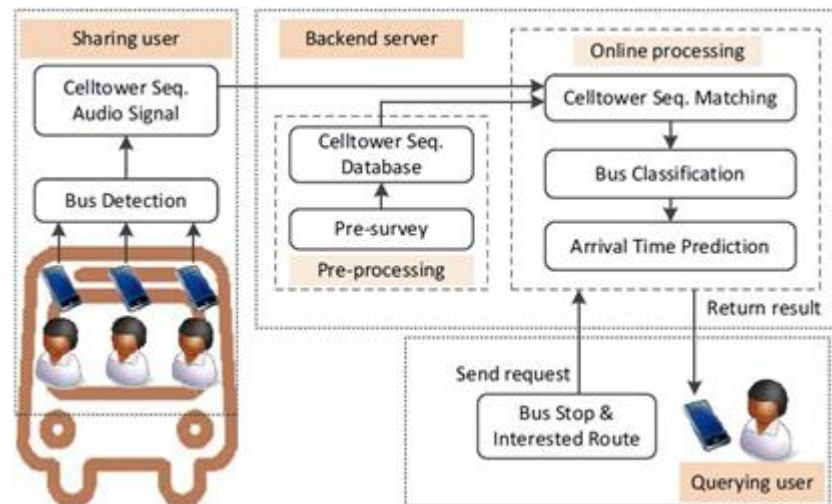 Sharing user
Celltower Seq.
Audio Signal
Bus Detection
Backend server
Online processing
Celltower Seq. Matching
Bus Classification
Arrival Time Prediction
Celltower Seq.
Database
Pre-survey
Pre-processing
Return result
Send request
Bus Stop &
Interested Route
Querying user